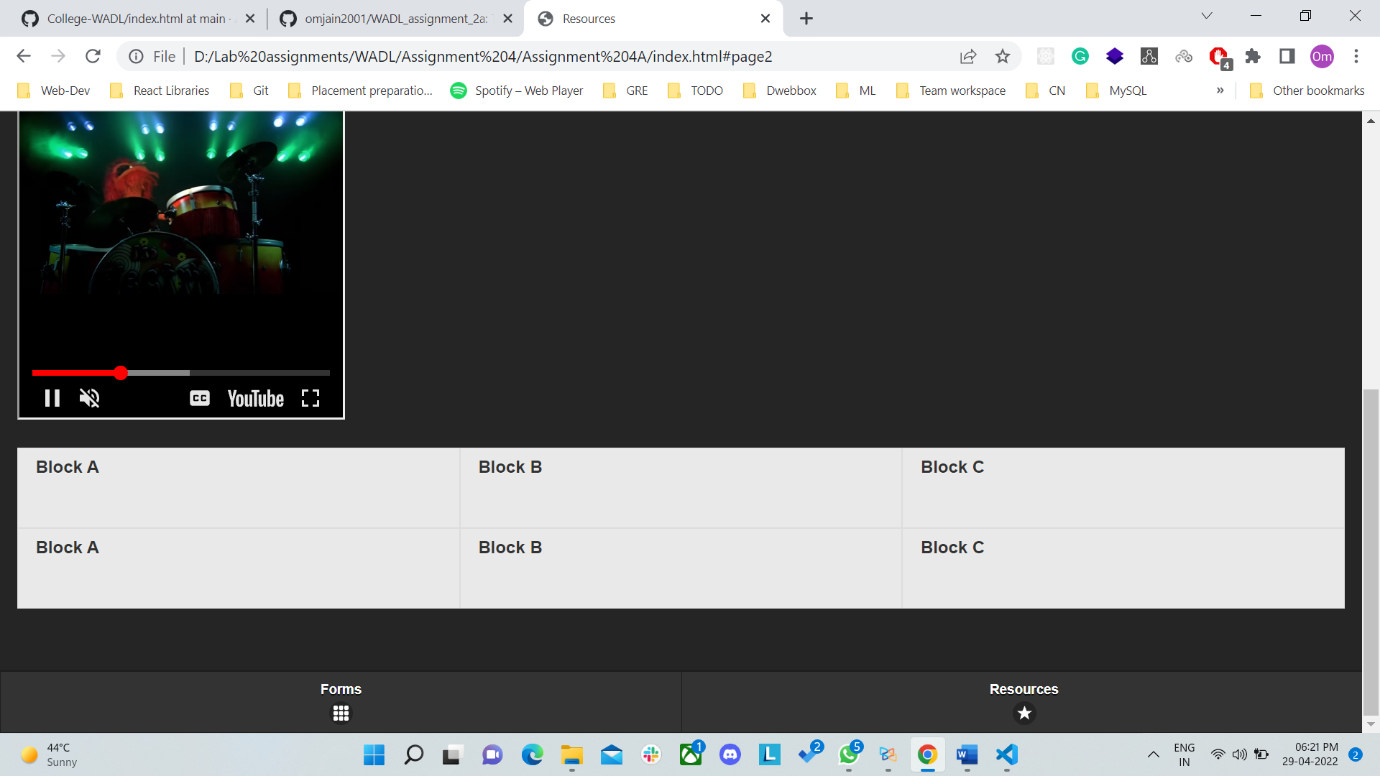 College-WADL/index.html at main ·
omjain2001/WADL_assignment_2a:
Resources
File
D:/Lab%20assignments/WADL/Assignment%204/Assignment%204A/index.html#page2
4
Om
Web-Dev
React Libraries
Git
Placement preparatio...
Spotify – Web Player
GRE
TODO
Dwebbox
ML
Team workspace
CN
MySQL
»
Other bookmarks
CC
YouTube
Block A
Block B
Block C
Block A
Block B
Block C
Forms
Resources
44°C
Sunny
1
L
2
5
W
ENG
IN
06:21 PM
29-04-2022
2